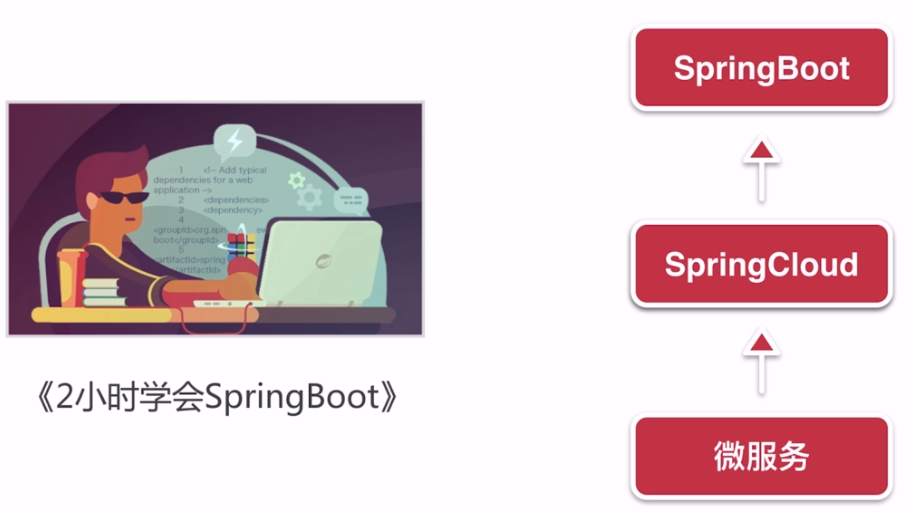 SpringBoot
1 <!-- Add typical
dependencies for a web
application -->
2 <dependencies>
3 <dependency>
4
<groupId>org.spri
boot</groupId>
5
<artifactId>spring
</artifactId>
SpringCloud
《2小时学会SpringBoot》
微服务